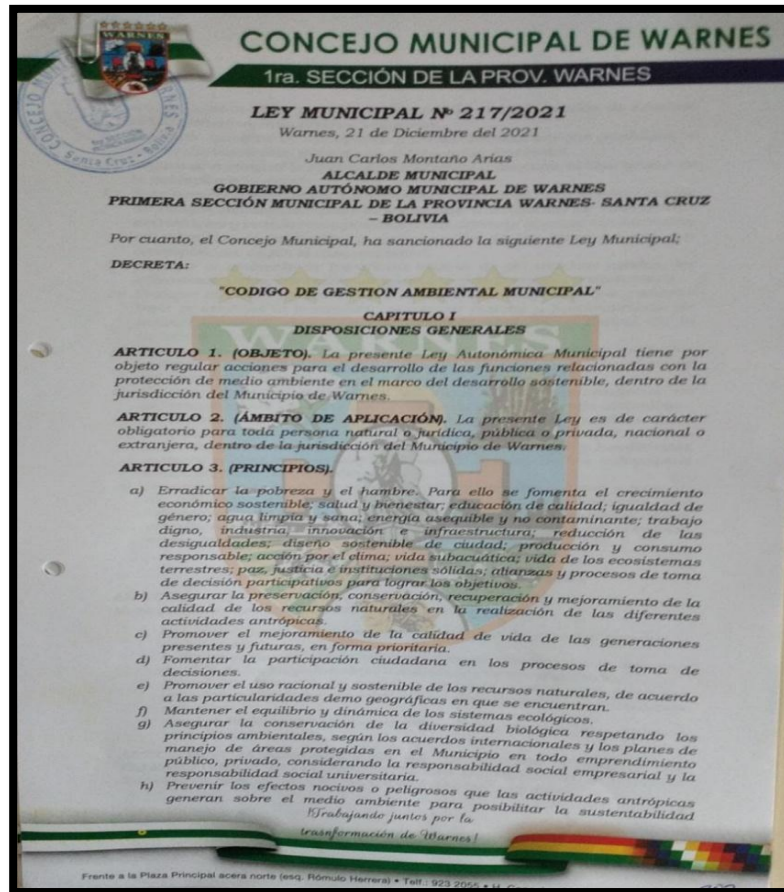 WARNES
CONCEJO MUNICIPAL DE WARNES
1ra. SECCIÓN DE LA PROV. WARNES
CONCEJO WARNES
Santa Cruz - Bolivia
LEY MUNICIPAL Nº 217/2021
Warnes, 21 de Diciembre del 2021
Juan Carlos Montaño Arias
ALCALDE MUNICIPAL
GOBIERNO AUTÓNOMO MUNICIPAL DE WARNES
PRIMERA SECCIÓN MUNICIPAL DE LA PROVINCIA WARNES- SANTA CRUZ
– BOLIVIA
Por cuanto, el Concejo Municipal, ha sancionado la siguiente Ley Municipal;
DECRETA:
"CODIGO DE GESTION AMBIENTAL MUNICIPAL"
CAPITULO I
DISPOSICIONES GENERALES
WARNES
ARTICULO 1. (OBJETO). La presente Ley Autonómica Municipal tiene por
objeto regular acciones para el desarrollo de las funciones relacionadas con la
protección de medio ambiente en el marco del desarrollo sostenible, dentro de la
jurisdicción del Municipio de Warnes.
ARTICULO 2. (ÁMBITO DE APLICACIÓN). La presente Ley es de carácter
obligatorio para toda persona natural o jurídica, pública o privada, nacional o
extranjera, dentro de la jurisdicción del Municipio de Warnes.
ARTICULO 3. (PRINCIPIOS).
a) Erradicar la pobreza y el hambre. Para ello se fomenta el crecimiento
económico sostenible; salud y bienestar; educación de calidad; igualdad de
género; agua limpia y sana; energía asequible y no contaminante; trabajo
digno, industria, innovación e infraestructura; reducción de las
desigualdades; diseño sostenible de ciudad; producción y consumo
responsable; acción por el clima; vida subacuática; vida de los ecosistemas
terrestres; paz, justicia e instituciones sólidas; alianzas y procesos de toma
de decisión participativos para lograr los objetivos.
b) Asegurar la preservación, conservación, recuperación y mejoramiento de la
calidad de los recursos naturales en la realización de las diferentes
actividades antrópicas.
c) Promover el mejoramiento de la calidad de vida de las generaciones
presentes y futuras, en forma prioritaria.
d) Fomentar la participación ciudadana en los procesos de toma de
decisiones.
e) Promover el uso racional y sostenible de los recursos naturales, de acuerdo
a las particularidades demo geográficas en que se encuentran.
f) Mantener el equilibrio y dinámica de los sistemas ecológicos.
g) Asegurar la conservación de la diversidad biológica respetando los
principios ambientales, según los acuerdos internacionales y los planes de
manejo de áreas protegidas en el Municipio en todo emprendimiento
público, privado, considerando la responsabilidad social empresarial y la
responsabilidad social universitaria.
h) Prevenir los efectos nocivos o peligrosos que las actividades antrópicas
generan sobre el medio ambiente para posibilitar la sustentabilidad
!Trabajando juntos por la
trasnformación de Warnes!
Frente a la Plaza Principal acera norte (esq. Rómulo Herrera) • Telf.: 923 2055 •